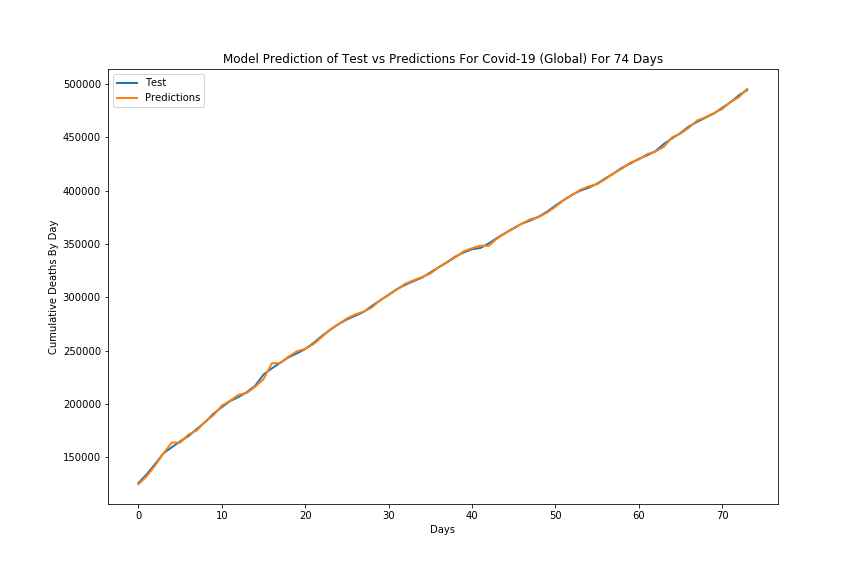 Model Prediction of Test vs Predictions For Covid-19 (Global) For 74 Days
Test
Predictions
500000
450000
400000
350000
300000
250000
200000
150000
Cumulative Deaths By Day
0 10 20 30 40 50 60 70
Days